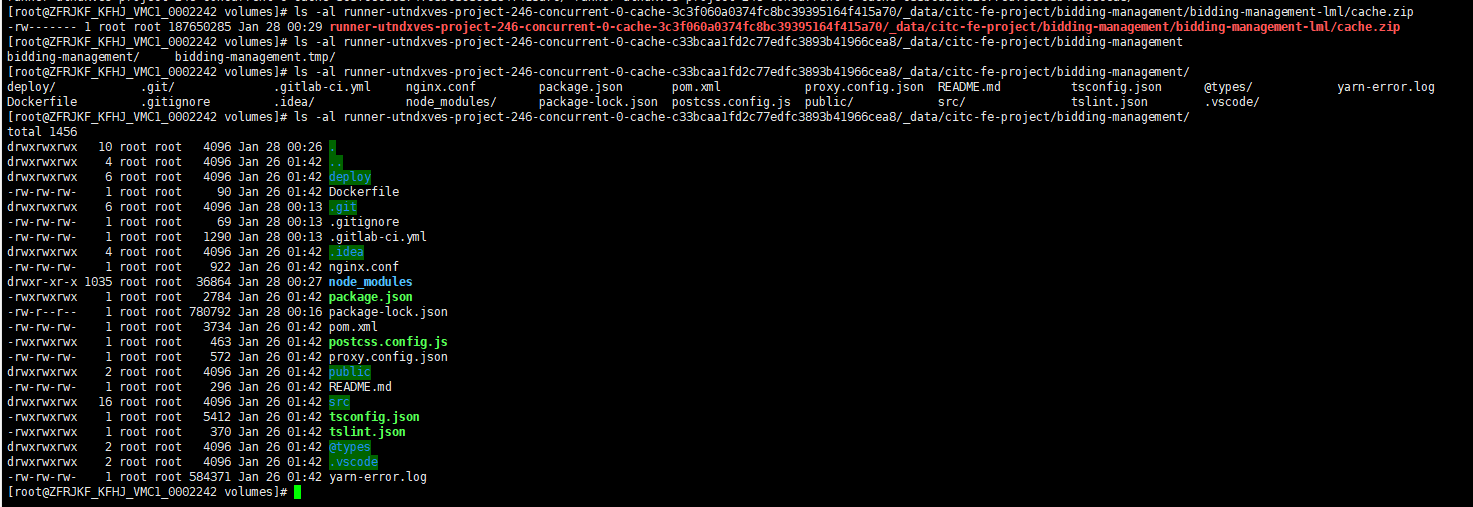 [root@ZFRJKF_KFHJ_VMC1_0002242 volumes]# ls -al runner-utndxves-project-246-concurrent-0-cache-3c3f060a0374fc8bc39395164f415a70/_data/citc-fe-project/bidding-management/bidding-management-lml/cache.zip
-rw------- 1 root root 187650285 Jan 28 00:29 runner-utndxves-project-246-concurrent-0-cache-3c3f060a0374fc8bc39395164f415a70/_data/citc-fe-project/bidding-management/bidding-management-lml/cache.zip
[root@ZFRJKF_KFHJ_VMC1_0002242 volumes]# ls -al runner-utndxves-project-246-concurrent-0-cache-c33bcaa1fd2c77edfc3893b41966cea8/_data/citc-fe-project/bidding-management
bidding-management/     bidding-management.tmp/
[root@ZFRJKF_KFHJ_VMC1_0002242 volumes]# ls -al runner-utndxves-project-246-concurrent-0-cache-c33bcaa1fd2c77edfc3893b41966cea8/_data/citc-fe-project/bidding-management/
deploy/            .git/              .gitlab-ci.yml     nginx.conf         package.json       pom.xml            proxy.config.json  README.md          tsconfig.json      @types/            yarn-error.log
Dockerfile         .gitignore         .idea/             node_modules/      package-lock.json  postcss.config.js  public/            src/               tslint.json        .vscode/
[root@ZFRJKF_KFHJ_VMC1_0002242 volumes]# ls -al runner-utndxves-project-246-concurrent-0-cache-c33bcaa1fd2c77edfc3893b41966cea8/_data/citc-fe-project/bidding-management/
total 1456
drwxrwxrwx   10 root root   4096 Jan 28 00:26 .
drwxrwxrwx    4 root root   4096 Jan 26 01:42 ..
drwxrwxrwx    6 root root   4096 Jan 26 01:42 deploy
-rw-rw-rw-    1 root root     90 Jan 26 01:42 Dockerfile
drwxrwxrwx    6 root root   4096 Jan 28 00:13 .git
-rw-rw-rw-    1 root root     69 Jan 28 00:13 .gitignore
-rw-rw-rw-    1 root root   1290 Jan 28 00:13 .gitlab-ci.yml
drwxrwxrwx    4 root root   4096 Jan 26 01:42 .idea
-rw-rw-rw-    1 root root    922 Jan 26 01:42 nginx.conf
drwxr-xr-x 1035 root root  36864 Jan 28 00:27 node_modules
-rwxrwxrwx    1 root root   2784 Jan 26 01:42 package.json
-rw-r--r--    1 root root 780792 Jan 28 00:16 package-lock.json
-rw-rw-rw-    1 root root   3734 Jan 26 01:42 pom.xml
-rwxrwxrwx    1 root root    463 Jan 26 01:42 postcss.config.js
-rw-rw-rw-    1 root root    572 Jan 26 01:42 proxy.config.json
drwxrwxrwx    2 root root   4096 Jan 26 01:42 public
-rw-rw-rw-    1 root root    296 Jan 26 01:42 README.md
drwxrwxrwx   16 root root   4096 Jan 26 01:42 src
-rwxrwxrwx    1 root root   5412 Jan 26 01:42 tsconfig.json
-rwxrwxrwx    1 root root    370 Jan 26 01:42 tslint.json
drwxrwxrwx    2 root root   4096 Jan 26 01:42 @types
drwxrwxrwx    2 root root   4096 Jan 26 01:42 .vscode
-rw-rw-rw-    1 root root 584371 Jan 26 01:42 yarn-error.log
[root@ZFRJKF_KFHJ_VMC1_0002242 volumes]#